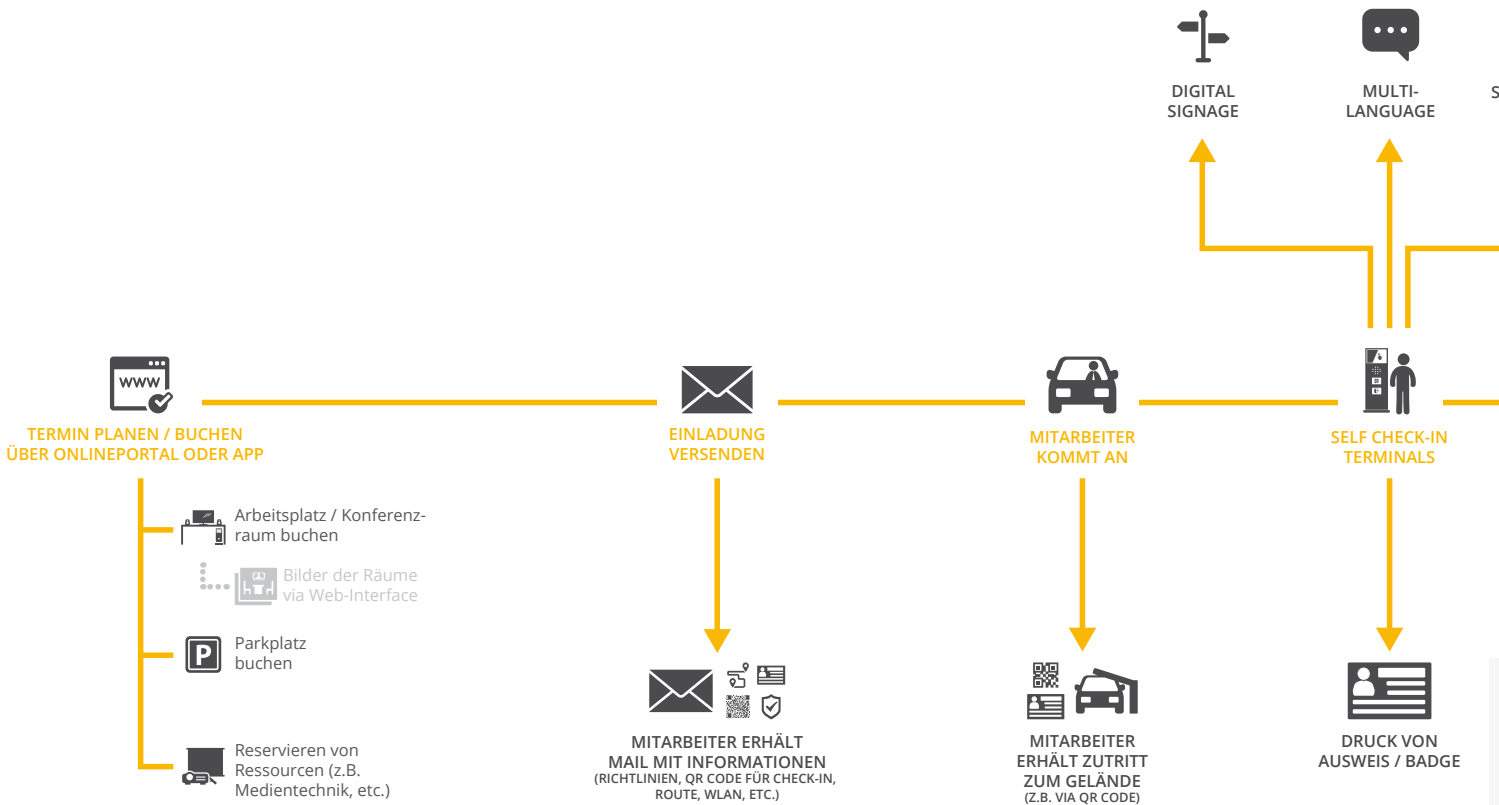 DIGITAL
SIGNAGE
MULTI-
LANGUAGE
S
WWW
TERMIN PLANEN / BUCHEN
ÜBER ONLINEPORTAL ODER APP
EINLADUNG
VERSENDEN
MITARBEITER
KOMMT AN
SELF CHECK-IN
TERMINALS
Arbeitsplatz / Konferenz-
raum buchen
Bilder der Räume
via Web-Interface
P
Parkplatz
buchen
Reservieren von
Ressourcen (z.B.
Medientechnik, etc.)
MITARBEITER ERHÄLT
MAIL MIT INFORMATIONEN
(RICHTLINIEN, QR CODE FÜR CHECK-IN,
ROUTE, WLAN, ETC.)
MITARBEITER
ERHÄLT ZUTRITT
ZUM GELÄNDE
(Z.B. VIA QR CODE)
DRUCK VON
AUSWEIS / BADGE